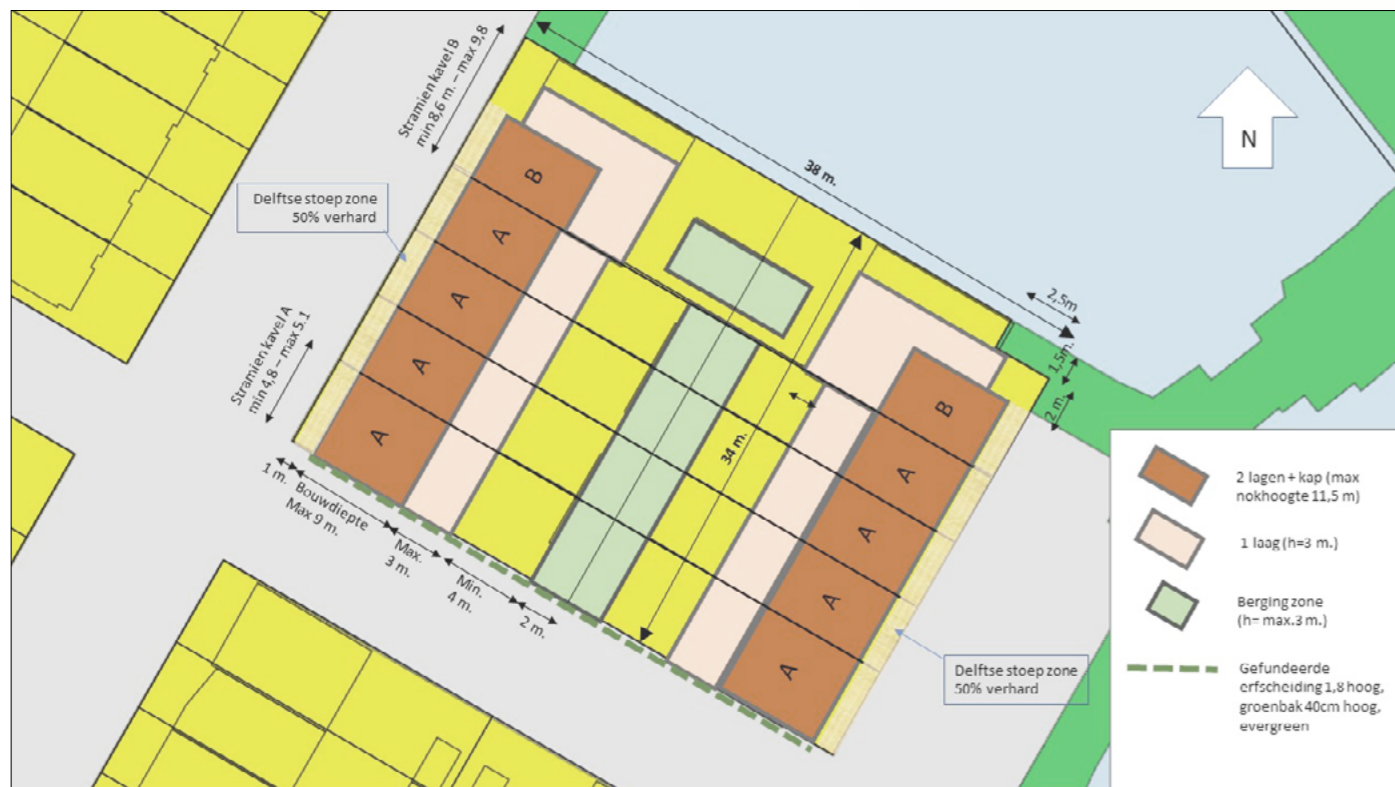 Stramien kavel B
min 8,6 m. – max 9,8
Delftse stoep zone
50% verhard
Stramien kavel A
min 4,8 – max 5.1
B
A
A
A
A
38 m.
34 m.
2,5m
1,5m.
2 m.
N
B
A
A
A
A
1 m.
Bouwdiepte
Max 9 m.
Max.
3 m.
Min.
4 m.
2 m.
Delftse stoep zone
50% verhard
2 lagen + kap (max
nokhoogte 11,5 m)
1 laag (h=3 m.)
Berging zone
(h= max.3 m.)
Gefundeerde
erfscheiding 1,8 hoog,
groenbak 40cm hoog,
evergreen